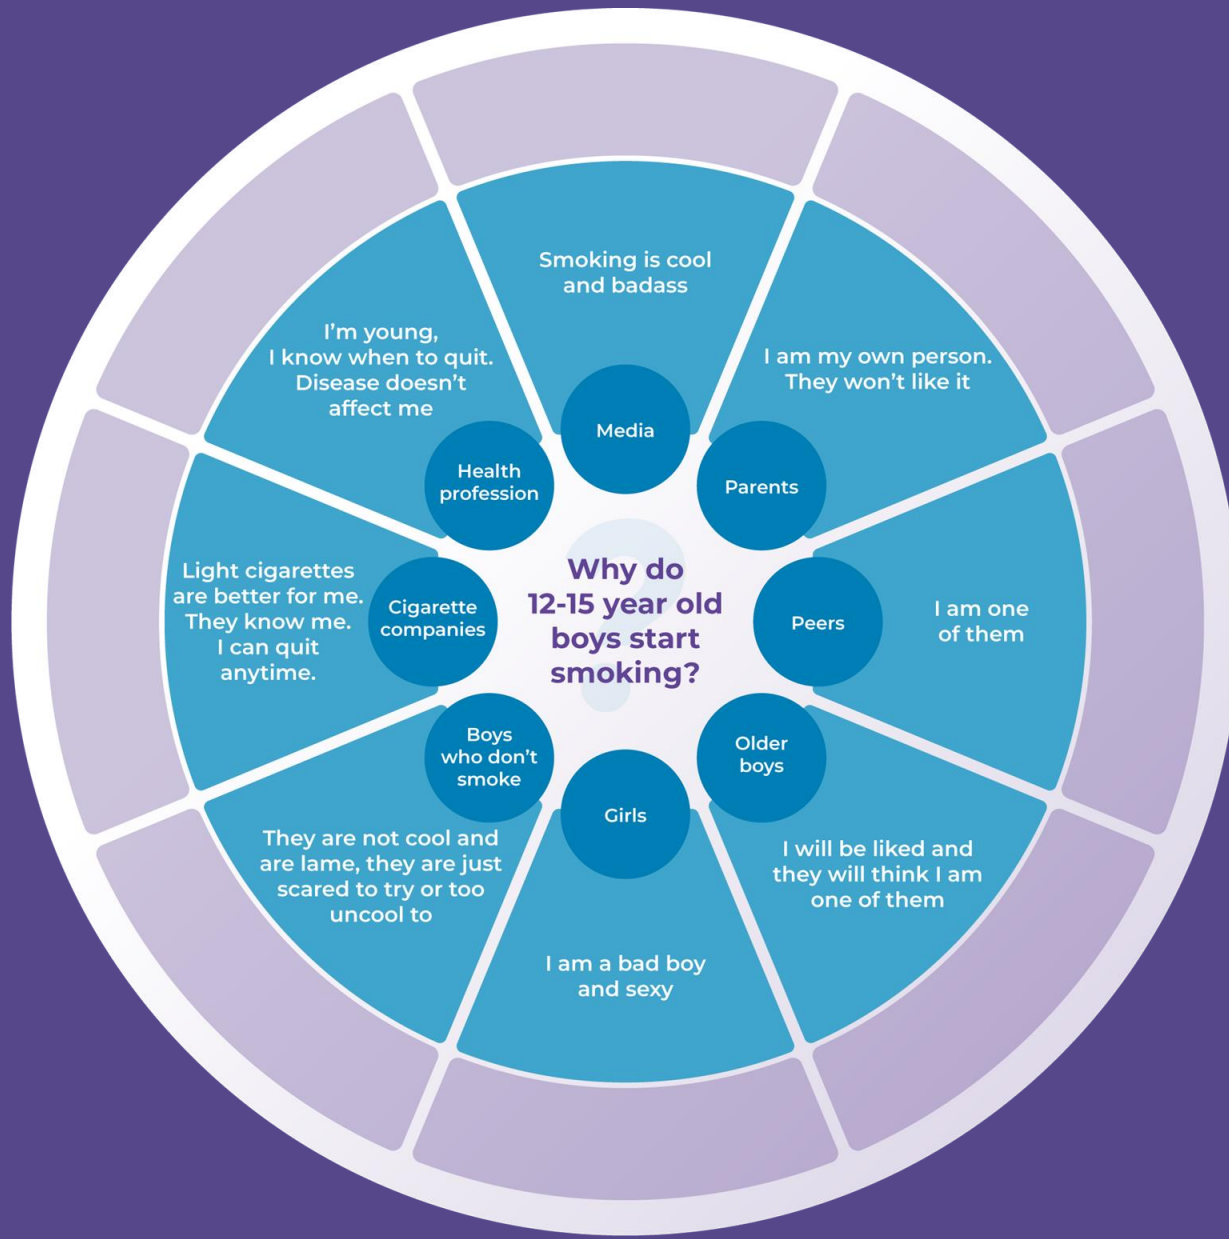 Why do
12-15 year old
boys start
smoking?
Media
Smoking is cool
and badass
Parents
I am my own person.
They won’t like it
Peers
I am one
of them
Older
boys
I will be liked and
they will think I am
one of them
Girls
I am a bad boy
and sexy
Boys
who don’t
smoke
They are not cool and
are lame, they are just
scared to try or too
uncool to
Cigarette
companies
Light cigarettes
are better for me.
They know me.
I can quit
anytime.
Health
profession
I’m young,
I know when to quit.
Disease doesn’t
affect me